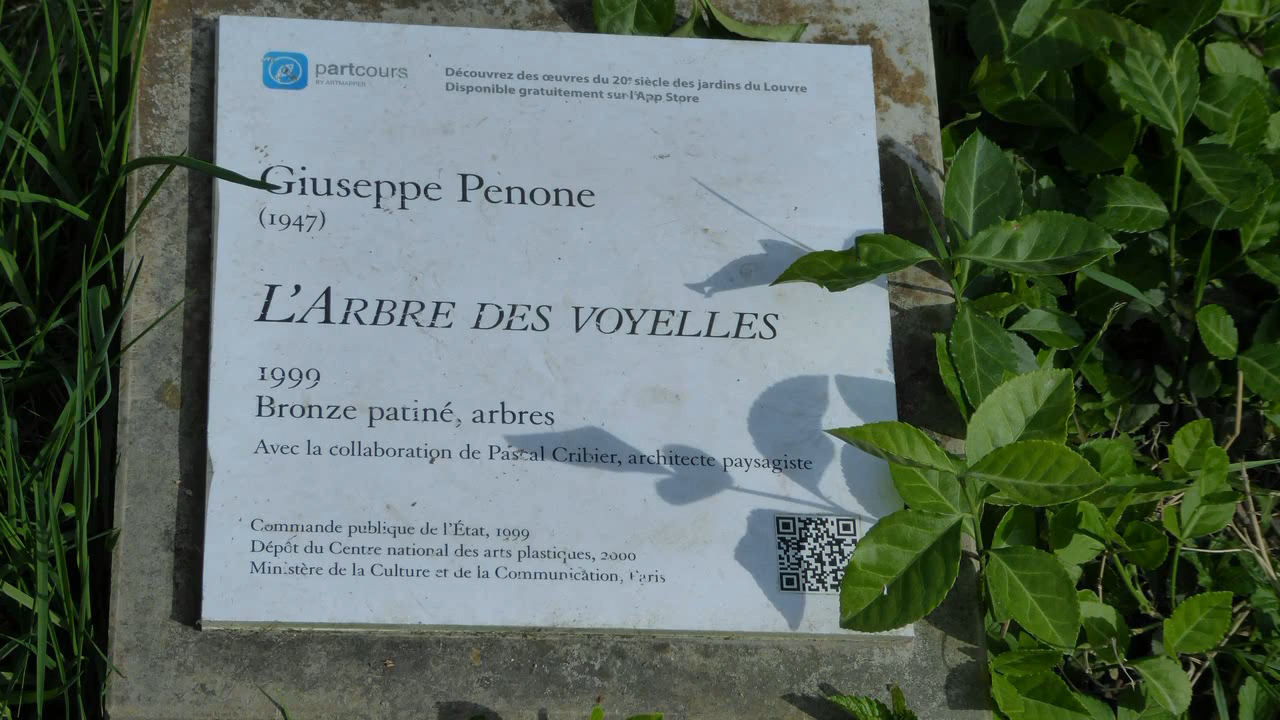 partcours
BY ARTMAPPER
Découvrez des œuvres du 20e siècle des jardins du Louvre
Disponible gratuitement sur l'App Store
Giuseppe Penone
(1947)
L'ARBRE DES VOYELLES
1999
Bronze patiné, arbres
Avec la collaboration de Pascal Cribier, architecte paysagiste
Commande publique de l'État, 1999
Dépôt du Centre national des arts plastiques, 2000
Ministère de la Culture et de la Communication, Paris